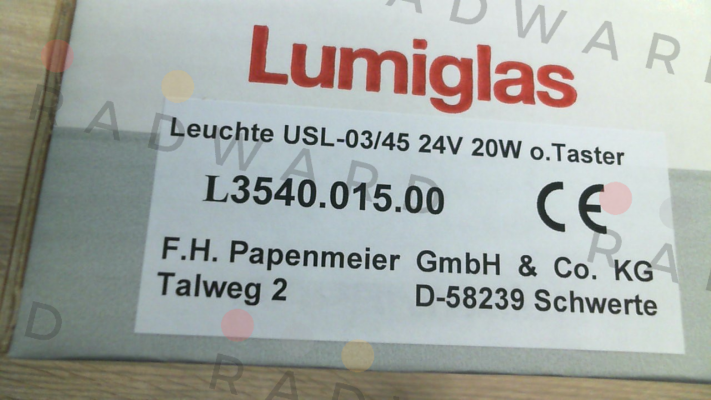 Lumiglas
Leuchte USL-03/45 24V 20W o.Taster
L3540.015.00
CE
F.H. Papenmeier GmbH & Co. KG
Talweg 2 D-58239 Schwerte
RADWARD